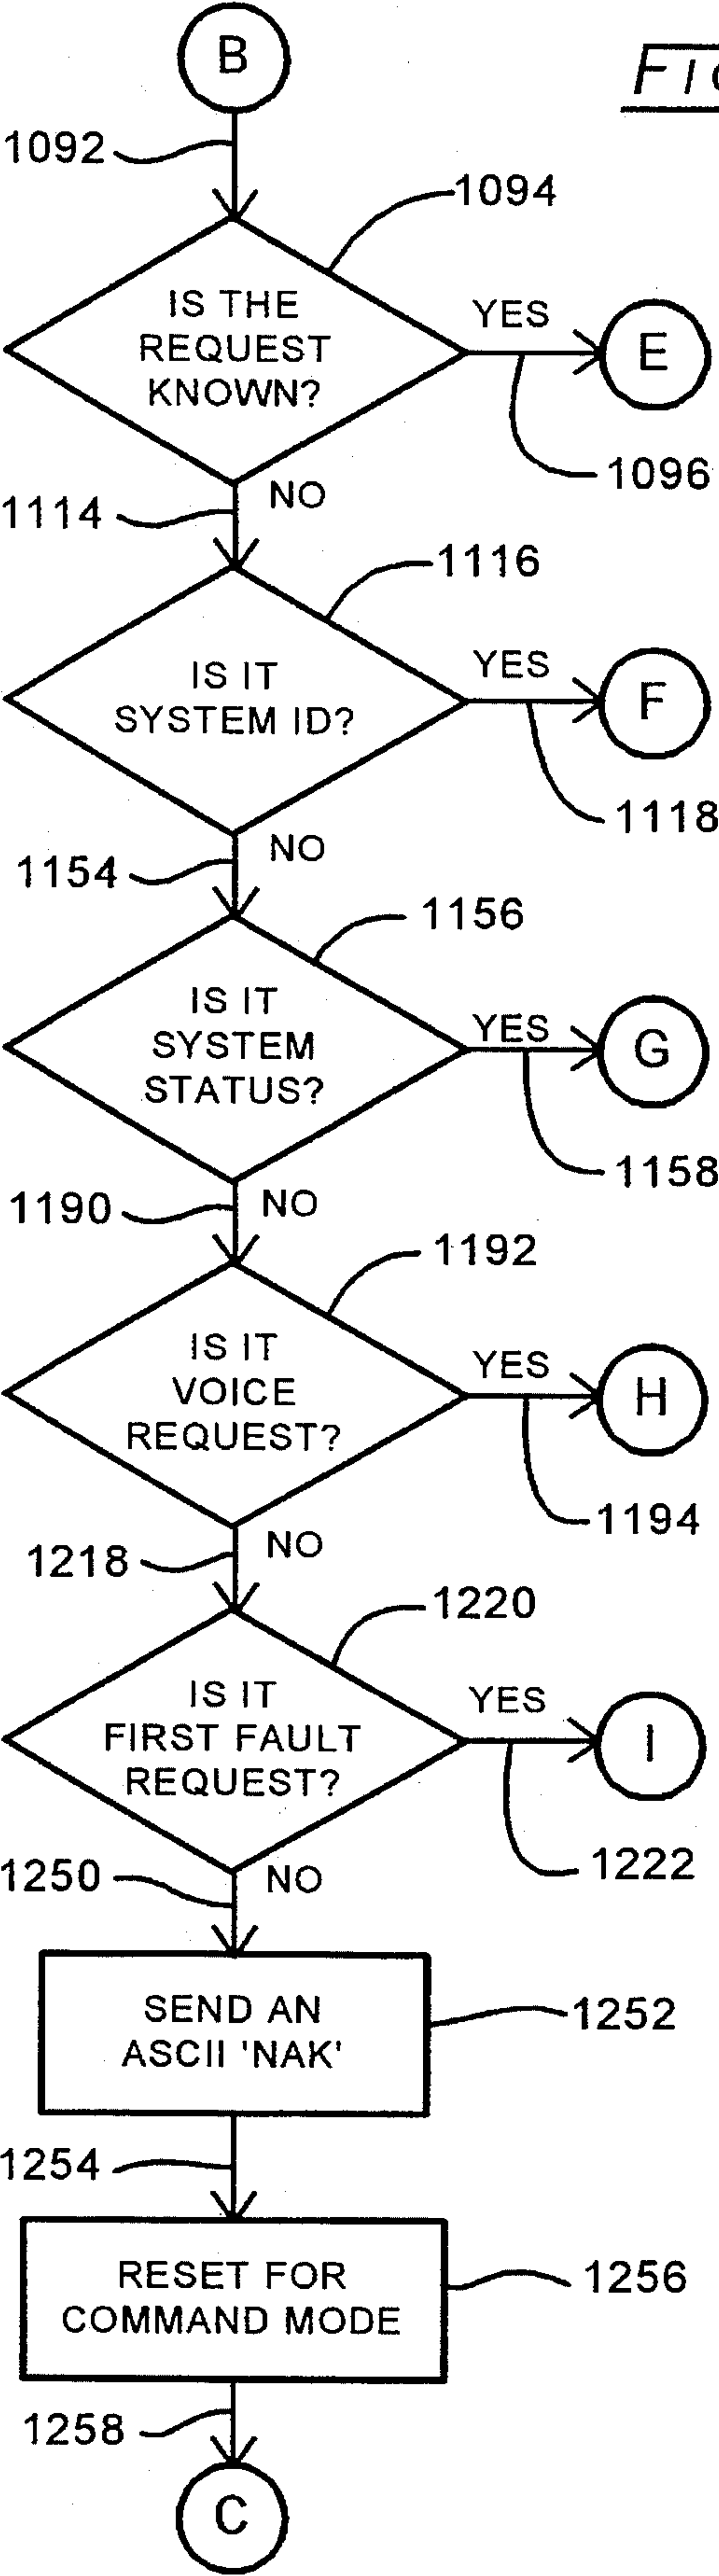 B
FIG
1092
1094
IS THE
REQUEST
KNOWN?
YES
E
1096
NO
1114
1116
IS IT
SYSTEM ID?
YES
F
1118
NO
1154
1156
IS IT
SYSTEM
STATUS?
YES
G
1158
NO
1190
1192
IS IT
VOICE
REQUEST?
YES
H
1194
NO
1218
1220
IS IT
FIRST FAULT
REQUEST?
YES
I
1222
NO
1250
SEND AN
ASCII 'NAK'
1252
1254
RESET FOR
COMMAND MODE
1256
1258
C